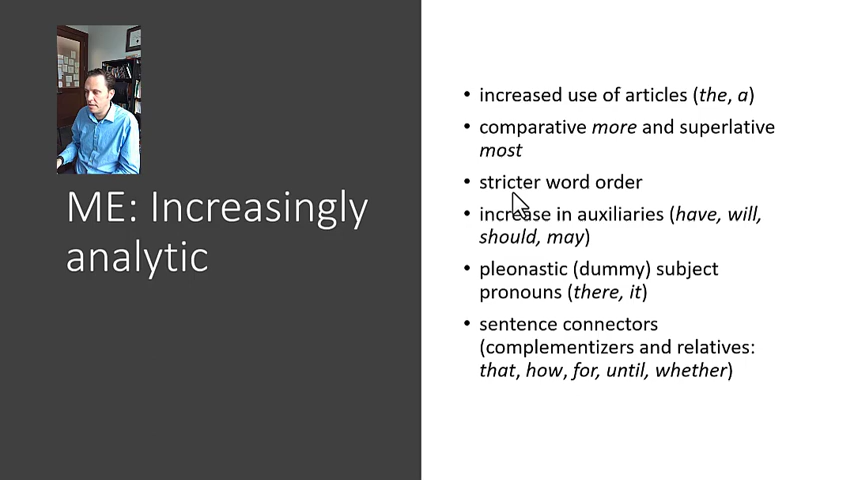 ME: Increasingly
analytic
• increased use of articles (the, a)
• comparative more and superlative
most
• stricter word order
• increase in auxiliaries (have, will,
should, may)
• pleonastic (dummy) subject
pronouns (there, it)
• sentence connectors
(complementizers and relatives:
that, how, for, until, whether)